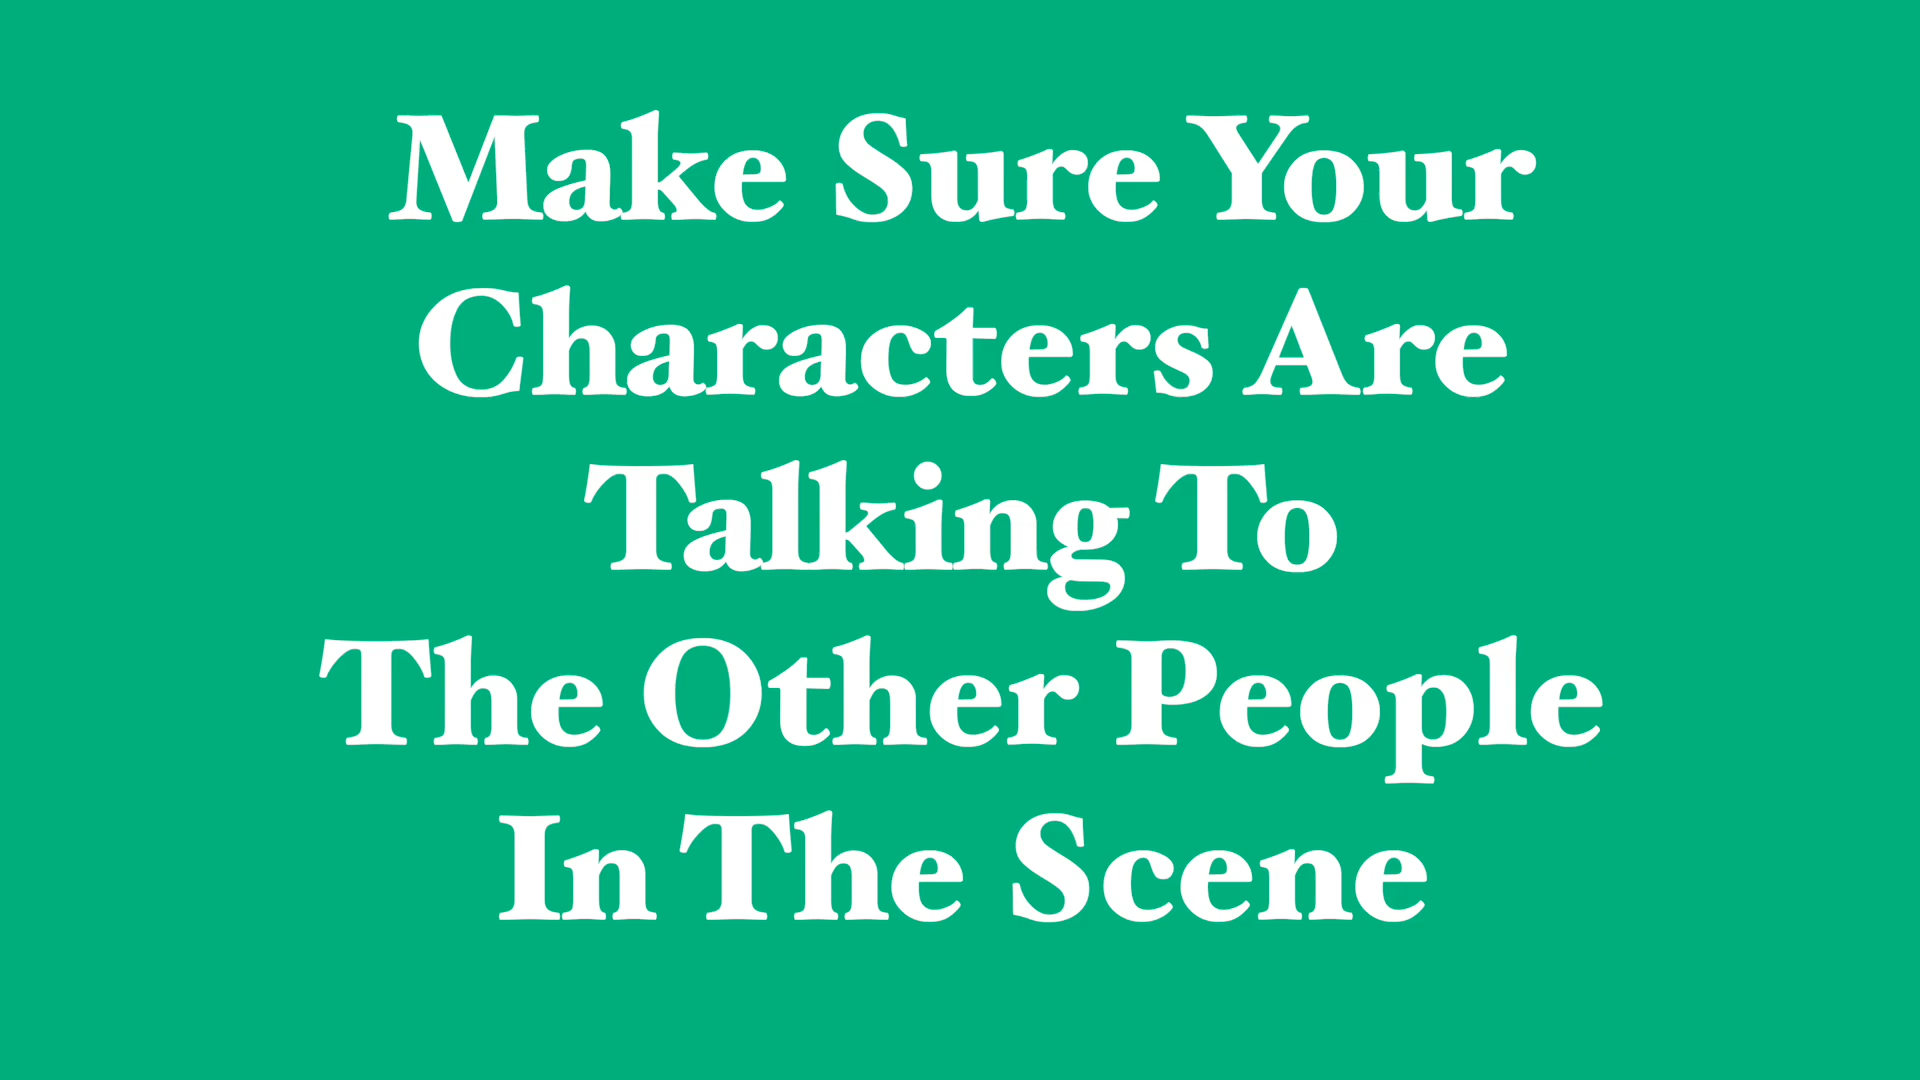 Make Sure Your
Characters Are
Talking To
The Other People
In The Scene